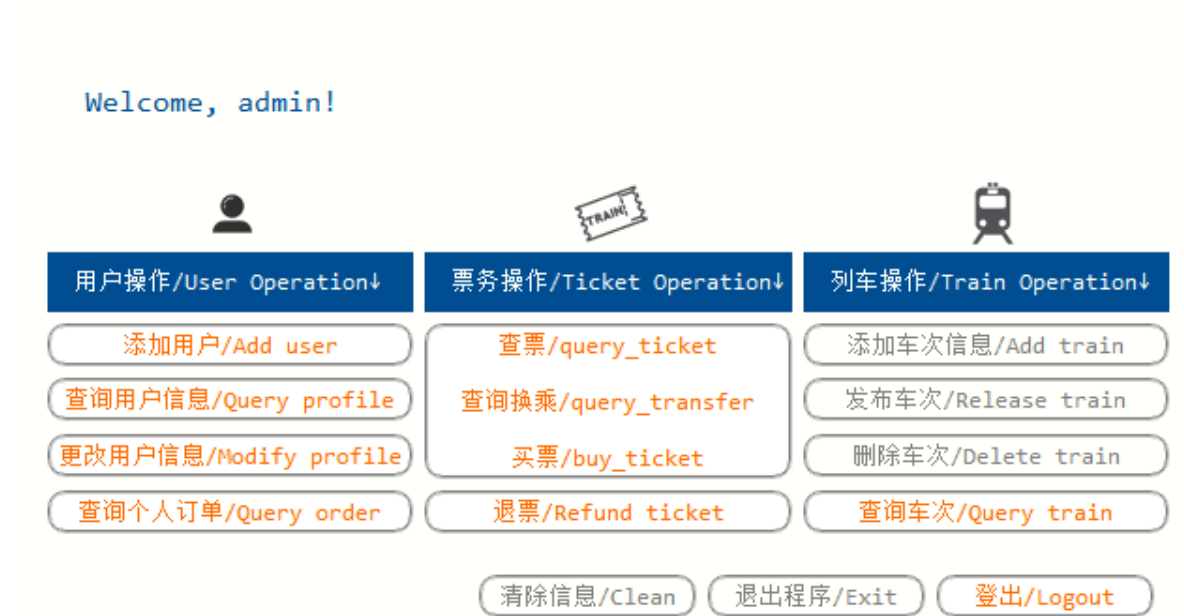 Welcome, admin!
TRAIN
用户操作/User Operation↓
票务操作/Ticket Operation↓
列车操作/Train Operation↓
添加用户/Add user
查票/query_ticket
添加车次信息/Add train
查询用户信息/Query profile
查询换乘/query_transfer
发布车次/Release train
更改用户信息/Modify profile
买票/buy_ticket
删除车次/Delete train
查询个人订单/Query order
退票/Refund ticket
查询车次/Query train
清除信息/Clean
退出程序/Exit
登出/Logout